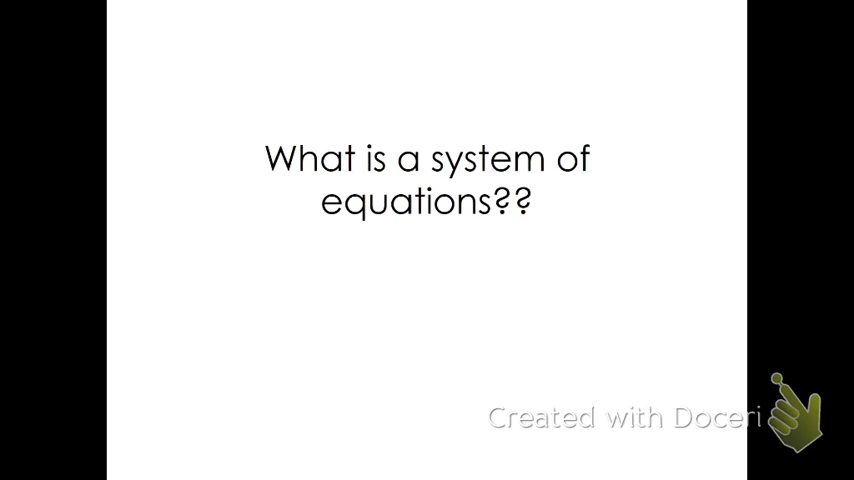 What is a system of
equations??
Created with Doceri